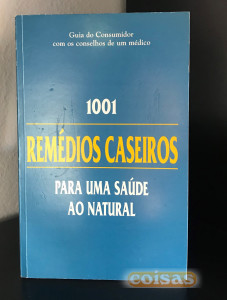 Guia do Consumidor
com os conselhos de um médico
1001
REMÉDIOS CASEIROS
PARA UMA SAÚDE
AO NATURAL
coisas